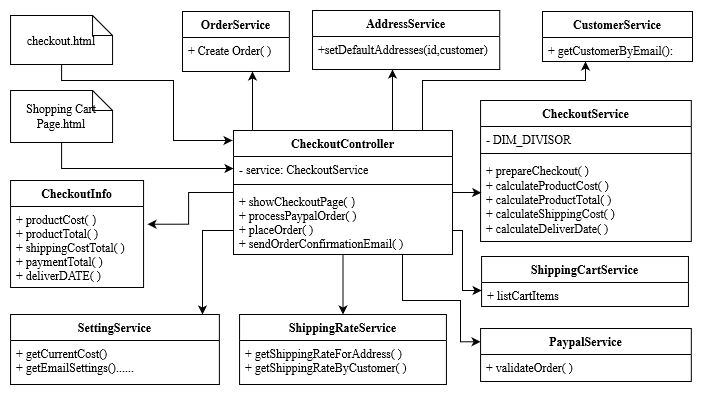 checkout.html
OrderService
+ Create Order( )
AddressService
+setDefaultAddresses(id,customer)
CustomerService
+ getCustomerByEmail():
Shopping Cart
Page.html
CheckoutController
- service: CheckoutService
+ showCheckoutPage( )
+ processPaypalOrder( )
+ placeOrder( )
+ sendOrderConfirmationEmail( )
CheckoutService
- DIM_DIVISOR
+ prepareCheckout( )
+ calculateProductCost( )
+ calculateProductTotal( )
+ calculateShippingCost( )
+ calculateDeliverDate( )
CheckoutInfo
+ productCost( )
+ productTotal( )
+ shippingCostTotal( )
+ paymentTotal( )
+ deliverDATE( )
ShippingCartService
+ listCartItems
SettingService
+ getCurrentCost()
+ getEmailSettings()......
ShippingRateService
+ getShippingRateForAddress( )
+ getShippingRateByCustomer( )
PaypalService
+ validateOrder( )